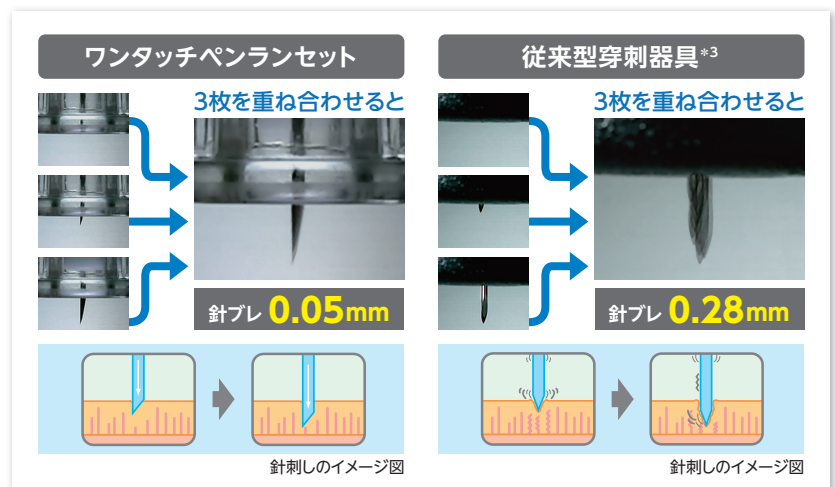 ワンタッチペンランセット
3枚を重ね合わせると
針ブレ 0.05mm
針刺しのイメージ図
従来型穿刺器具*3
3枚を重ね合わせると
針ブレ 0.28mm
針刺しのイメージ図